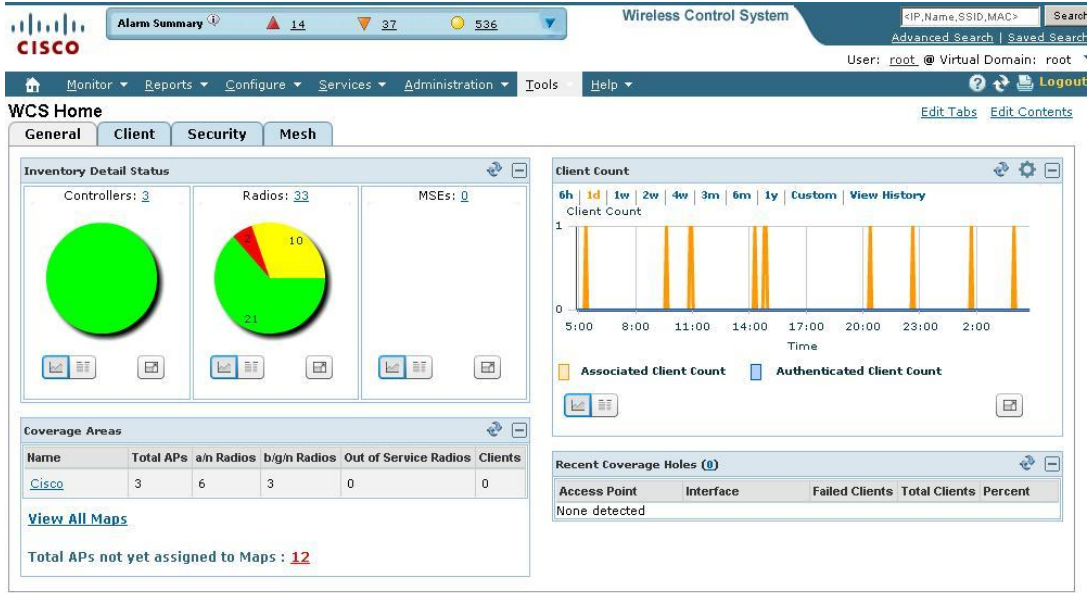 CISCO
Alarm Summary 14 37 536
Wireless Control System
<IP,Name,SSID,MAC> Search
Advanced Search | Saved Search
User: root @ Virtual Domain: root
Monitor Reports Configure Services Administration Tools Help Logout
WCS Home
Edit Tabs Edit Contents
General Client Security Mesh
Inventory Detail Status
Controllers: 3
Radios: 33
MSEs: 0
2
10
21
Client Count
6h | 1d | 1w | 2w | 4w | 3m | 6m | 1y | Custom | View History
Client Count
1
0
5:00 8:00 11:00 14:00 17:00 20:00 23:00 2:00
Time
Associated Client Count Authenticated Client Count
Coverage Areas
Name Total APs a/n Radios b/g/n Radios Out of Service Radios Clients
Cisco 3 6 3 0 0
View All Maps
Total APs not yet assigned to Maps : 12
Recent Coverage Holes (0)
Access Point Interface Failed Clients Total Clients Percent
None detected